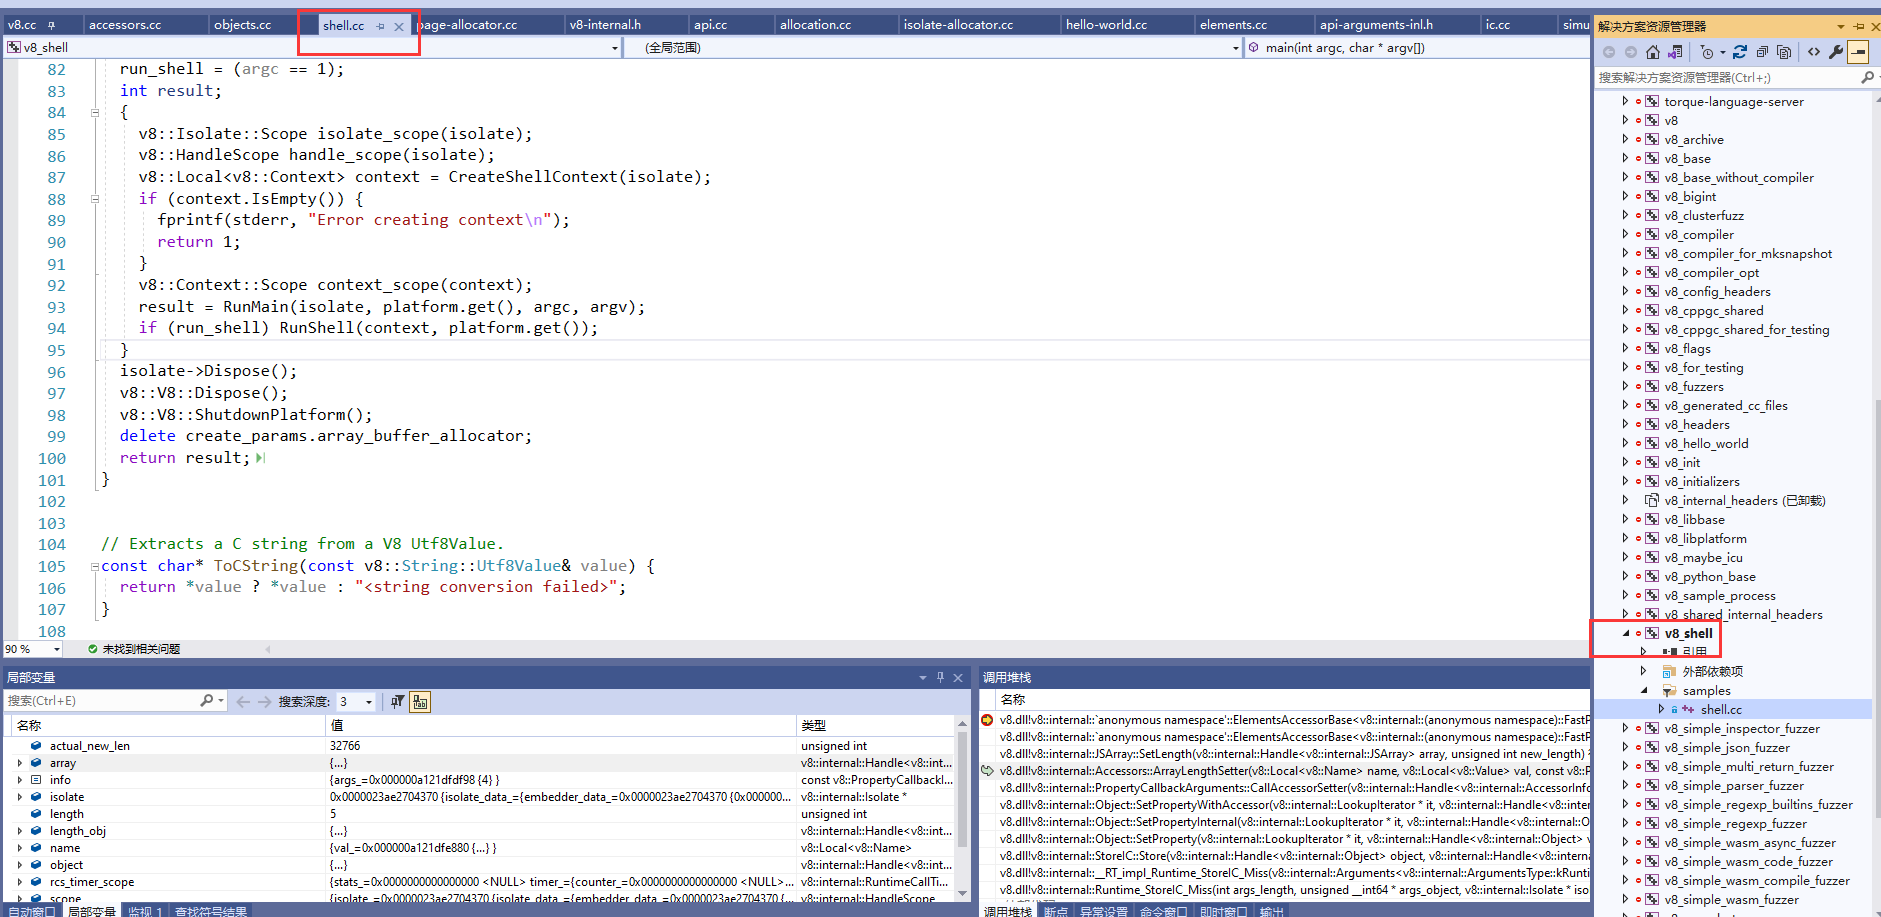 v8.cc accessors.cc objects.cc shell.cc page-allocator.cc v8-internal.h api.cc allocation.cc isolate-allocator.cc hello-world.cc elements.cc api-arguments-inl.h ic.cc simu
v8_shell (全局范围) main(int argc, char * argv[])
82 run_shell = (argc == 1);
83 int result;
84 {
85 v8::Isolate::Scope isolate_scope(isolate);
86 v8::HandleScope handle_scope(isolate);
87 v8::Local<v8::Context> context = CreateShellContext(isolate);
88 if (context.IsEmpty()) {
89 fprintf(stderr, "Error creating context\n");
90 return 1;
91 }
92 v8::Context::Scope context_scope(context);
93 result = RunMain(isolate, platform.get(), argc, argv);
94 if (run_shell) RunShell(context, platform.get());
95 }
96 isolate->Dispose();
97 v8::V8::Dispose();
98 v8::V8::ShutdownPlatform();
99 delete create_params.array_buffer_allocator;
100 return result;
101 }
102
103
104 // Extracts a C string from a V8 Utf8Value.
105 const char* ToCString(const v8::String::Utf8Value& value) {
106 return *value ? *value : "<string conversion failed>";
107 }
108
90 % 未找到相关问题
局部变量
搜索(Ctrl+E) 搜索深度: 3
名称 值 类型
actual_new_len 32766 unsigned int
array {...} v8::internal::Handle<v8::int...
info {args_=0x000000a121dfdf98 {4} } const v8::PropertyCallbackI...
isolate 0x0000023ae2704370 {isolate_data_={embedder_data_=0x0000023ae2704370 {0x000000... v8::internal::Isolate *
length 5 unsigned int
length_obj {...} v8::internal::Handle<v8::int...
name {val_=0x000000a121dfe880 {...} } v8::Local<v8::Name>
object {...} v8::internal::Handle<v8::int...
rcs_timer_scope {stats_=0x0000000000000000 <NULL> timer_={counter_=0x0000000000000000 <NULL>... v8::internal::RuntimeCallTi...
scope {isolate_=0x0000023ae2704370 {isolate_data_={embedder_data_=0x0000023ae2704370 {... v8::internal::HandleScope
自动窗口 局部变量 监视 1 查找符号结果
调用堆栈
名称
v8.dll!v8::internal::`anonymous namespace'::ElementsAccessorBase<v8::internal::(anonymous namespace)::FastP
v8.dll!v8::internal::`anonymous namespace'::ElementsAccessorBase<v8::internal::(anonymous namespace)::FastP
v8.dll!v8::internal::JSArray::SetLength(v8::internal::Handle<v8::internal::JSArray> array, unsigned int new_length)
v8.dll!v8::internal::Accessors::ArrayLengthSetter(v8::Local<v8::Name> name, v8::Local<v8::Value> val, const v8::P
v8.dll!v8::internal::PropertyCallbackArguments::CallAccessorSetter(v8::internal::Handle<v8::internal::AccessorInfo
v8.dll!v8::internal::Object::SetPropertyWithAccessor(v8::internal::LookupIterator * it, v8::internal::Handle<v8::inter
v8.dll!v8::internal::Object::SetPropertyInternal(v8::internal::LookupIterator * it, v8::internal::Handle<v8::internal::O
v8.dll!v8::internal::Object::SetProperty(v8::internal::LookupIterator * it, v8::internal::Handle<v8::internal::Object> v
v8.dll!v8::internal::StoreIC::Store(v8::internal::Handle<v8::internal::Object> object, v8::internal::Handle<v8::interna
v8.dll!v8::internal::__RT_impl_Runtime_StoreIC_Miss(v8::internal::Arguments<v8::internal::ArgumentsType::kRunti
v8.dll!v8::internal::Runtime_StoreIC_Miss(int args_length, unsigned __int64 * args_object, v8::internal::Isolate * iso
调用堆栈 断点 异常设置 命令窗口 即时窗口 输出
解决方案资源管理器
搜索解决方案资源管理器(Ctrl+;)
torque-language-server
v8
v8_archive
v8_base
v8_base_without_compiler
v8_bigint
v8_clusterfuzz
v8_compiler
v8_compiler_for_mksnapshot
v8_compiler_opt
v8_config_headers
v8_cppgc_shared
v8_cppgc_shared_for_testing
v8_flags
v8_for_testing
v8_fuzzers
v8_generated_cc_files
v8_headers
v8_hello_world
v8_init
v8_initializers
v8_internal_headers (已卸载)
v8_libbase
v8_libplatform
v8_maybe_icu
v8_python_base
v8_sample_process
v8_shared_internal_headers
v8_shell
引用
外部依赖项
samples
shell.cc
v8_simple_inspector_fuzzer
v8_simple_json_fuzzer
v8_simple_multi_return_fuzzer
v8_simple_parser_fuzzer
v8_simple_regexp_builtins_fuzzer
v8_simple_regexp_fuzzer
v8_simple_wasm_async_fuzzer
v8_simple_wasm_code_fuzzer
v8_simple_wasm_compile_fuzzer
v8_simple_wasm_fuzzer